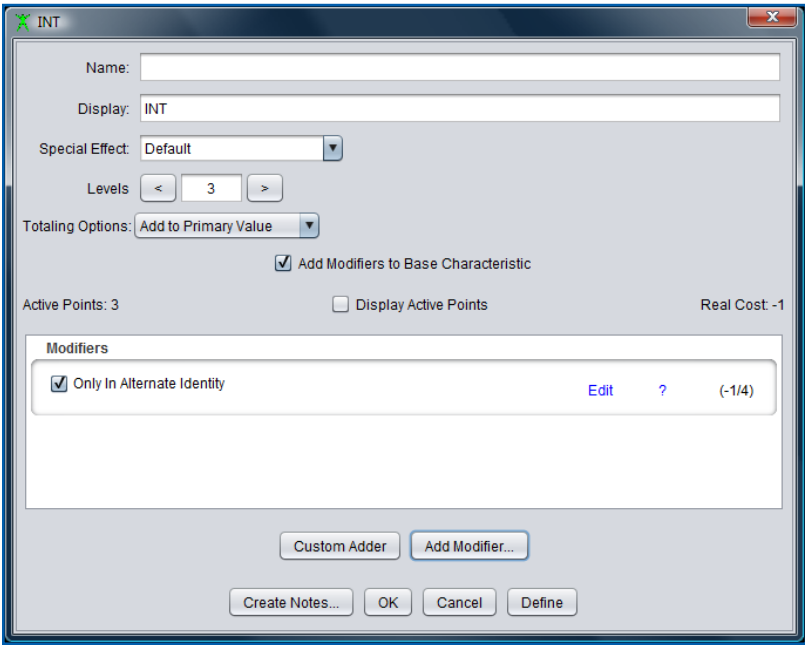 INT
Name:
Display: INT
Special Effect: Default
Levels < 3 >
Totaling Options: Add to Primary Value
Add Modifiers to Base Characteristic
Active Points: 3 Display Active Points Real Cost: -1
Modifiers
Only In Alternate Identity Edit ? (-1/4)
Custom Adder Add Modifier...
Create Notes... OK Cancel Define